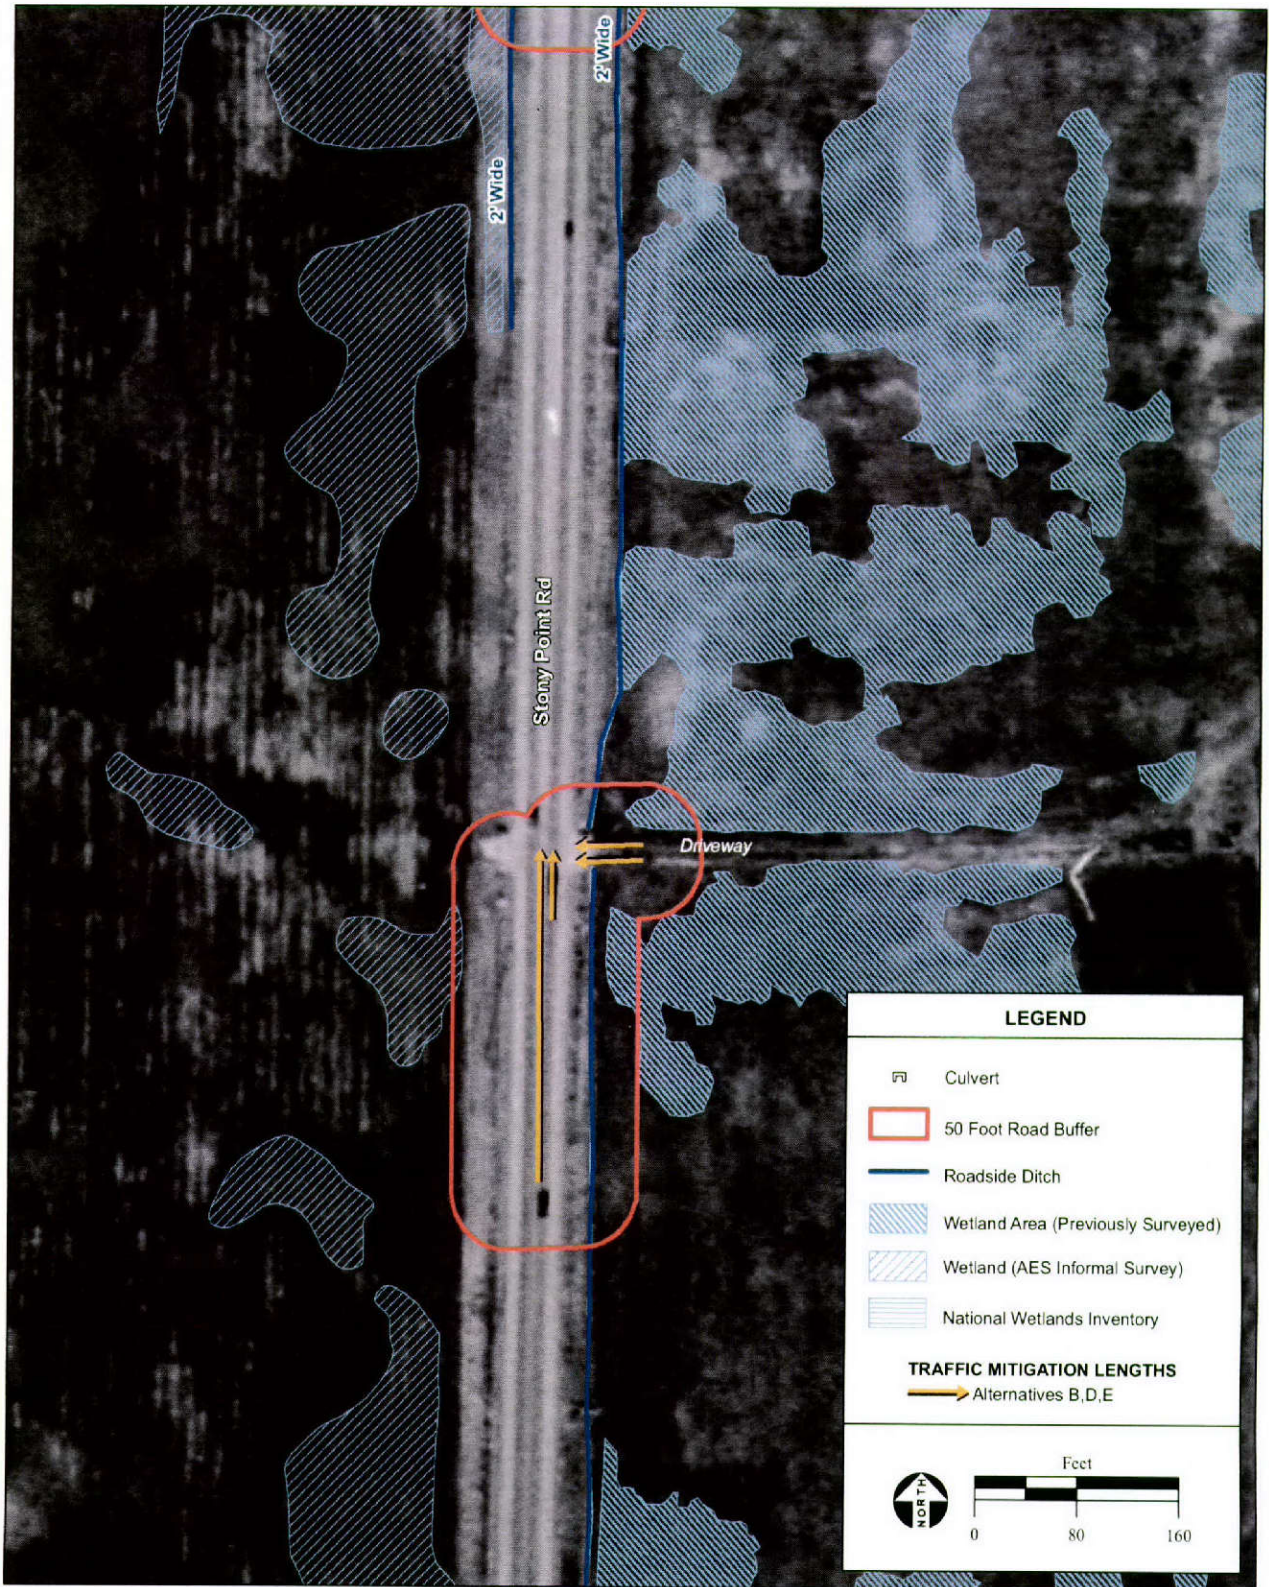 2' Wide
2' Wide
Stony Point Rd
Driveway
LEGEND
Culvert
50 Foot Road Buffer
Roadside Ditch
Wetland Area (Previously Surveyed)
Wetland (AES Informal Survey)
National Wetlands Inventory
TRAFFIC MITIGATION LENGTHS
Alternatives B,D,E
Feet
NORTH
0 80 160